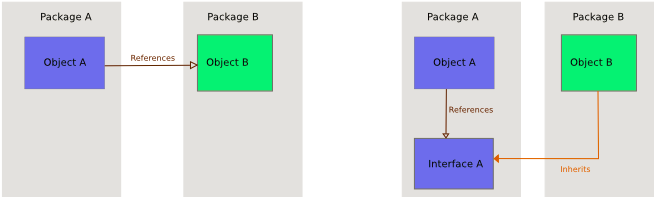 Package A
Package B
Object A
References
Object B
Package A
Package B
Object A
Object B
References
Interface A
Inherits